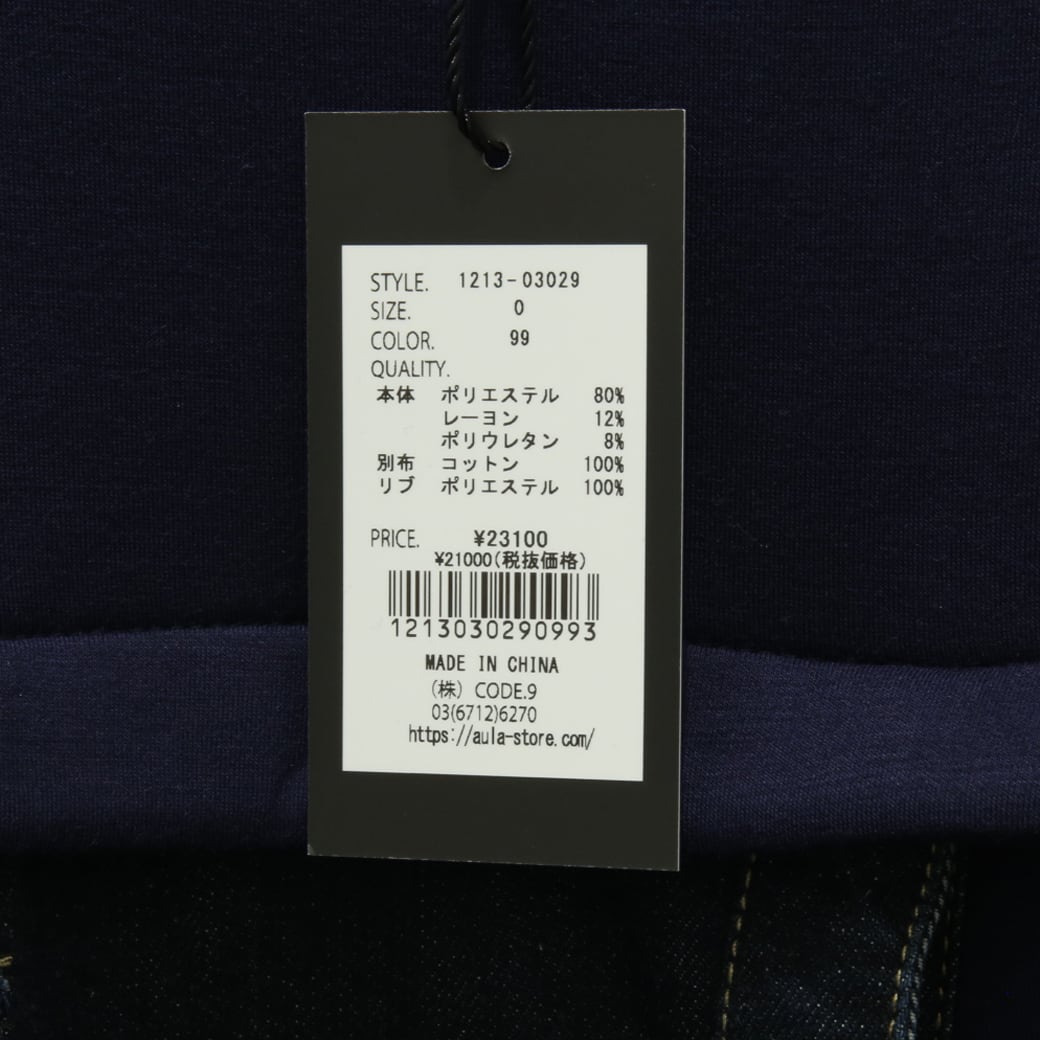 STYLE. 1213-03029
SIZE. 0
COLOR. 99
QUALITY.
本体 ポリエステル 80%
レーヨン 12%
ポリウレタン 8%
別布 コットン 100%
リブ ポリエステル 100%
PRICE. ¥23100
¥21000(税抜価格)
1213030290993
MADE IN CHINA
(株) CODE.9
03(6712)6270
https://aula-store.com/